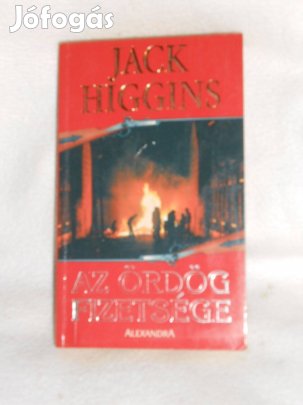 Jófogás
JACK
HIGGINS
AZ ÖRDÖG
FIZETSÉGE
ALEXANDRA